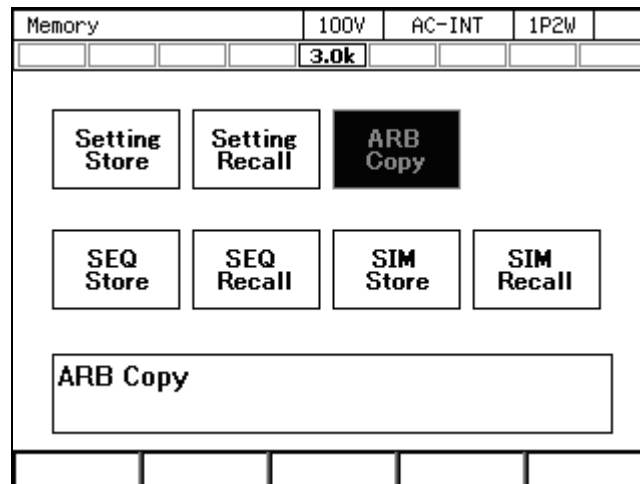 Memory 100V AC-INT 1P2W
3.0k
Setting Setting ARB
Store Recall Copy
SEQ SEQ SIM SIM
Store Recall Store Recall
ARB Copy